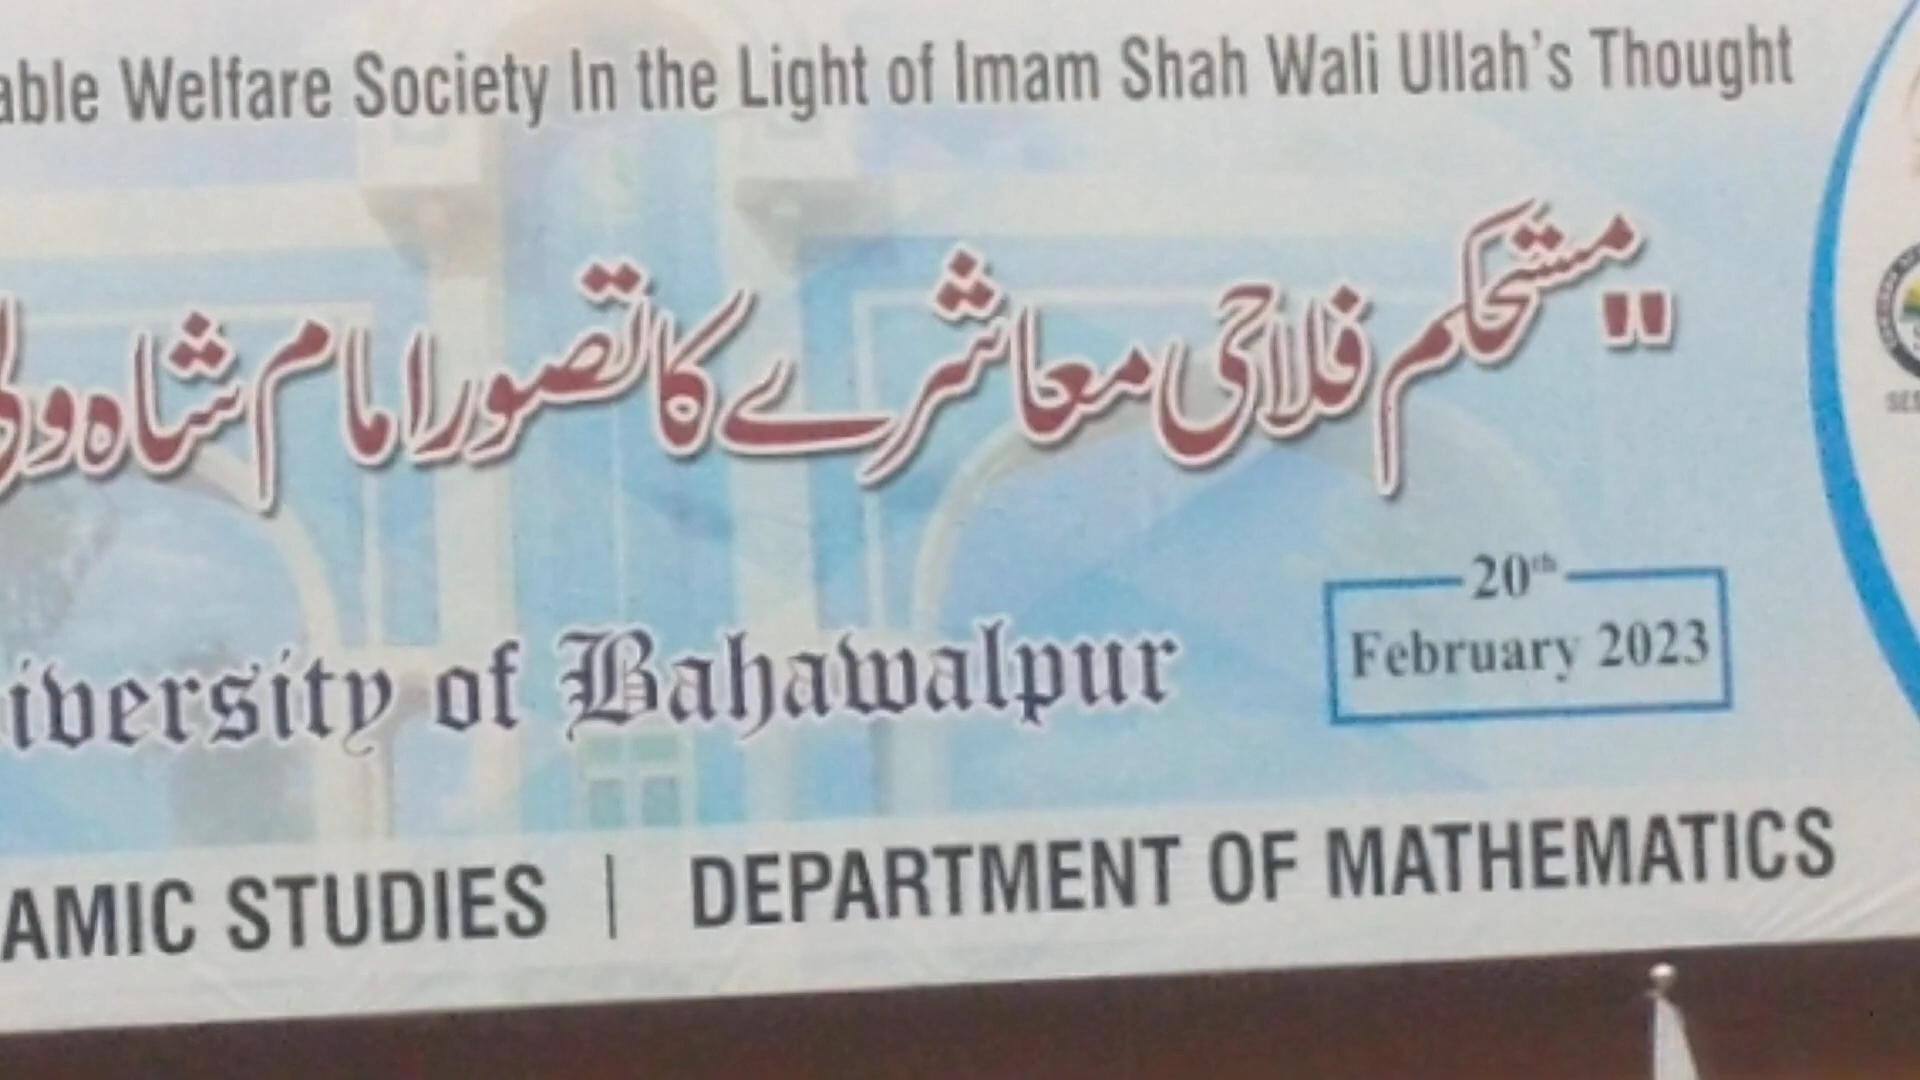 able Welfare Society In the Light of Imam Shah Wali Ullah's Thought
"مستحکم فلاحی معاشرے کا تصور امام شاہ ولی
iversity of Bahawalpur
20th
February 2023
AMIC STUDIES | DEPARTMENT OF MATHEMATICS